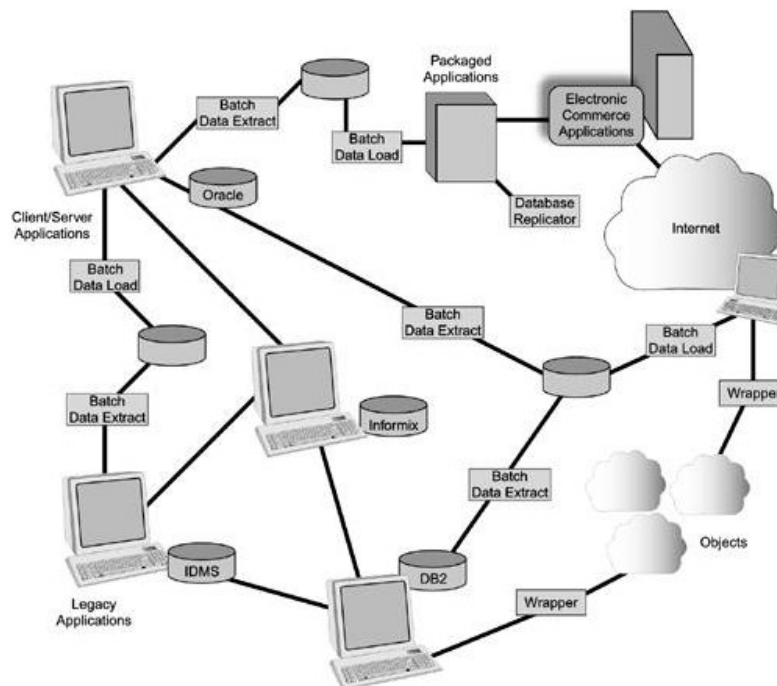 Packaged
Applications
Batch
Data Extract
Electronic
Commerce
Applications
Batch
Data Load
Oracle
Database
Replicator
Client/Server
Applications
Internet
Batch
Data Load
Batch
Data Extract
Batch
Data Load
Batch
Data Extract
Wrapper
Informix
Batch
Data Extract
Objects
IDMS
DB2
Legacy
Applications
Wrapper